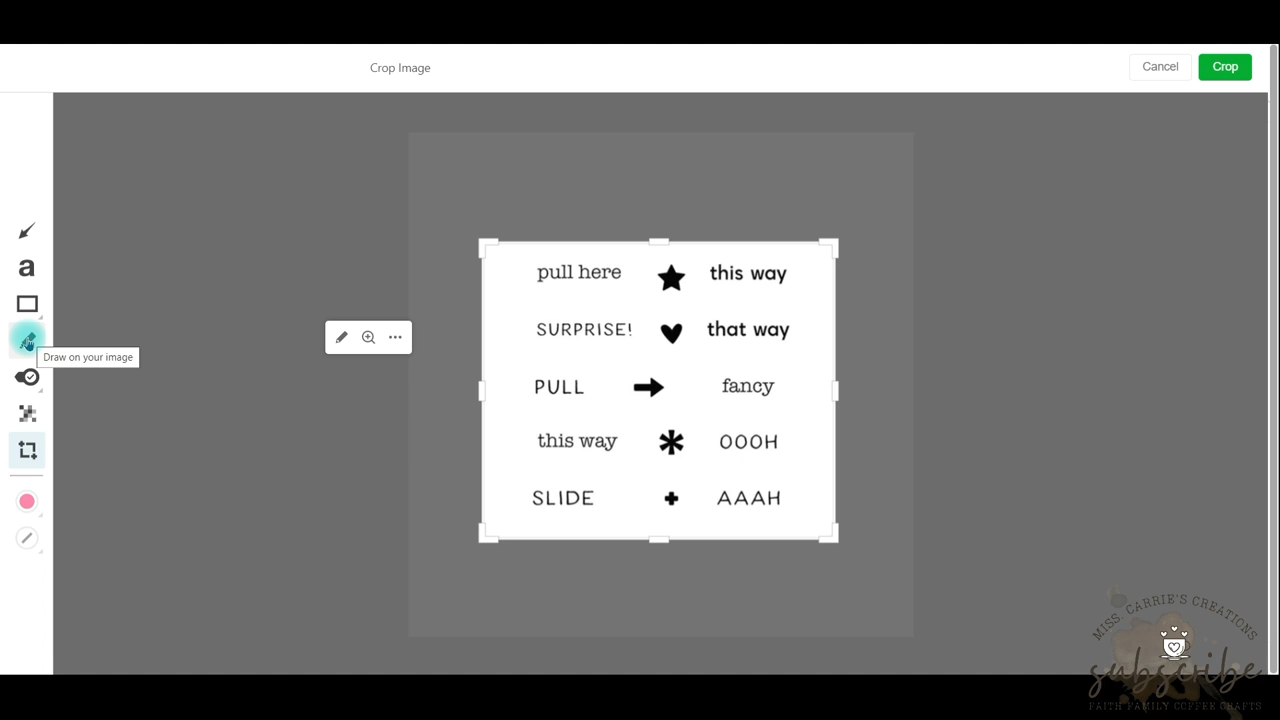 Crop Image
Cancel
Crop
a
Draw on your image
pull here
this way
SURPRISE!
that way
PULL
fancy
this way
OOOH
SLIDE
AAAH
MISS. CARRIE'S CREATIONS
subscribe
FAITH FAMILY COFFEE CRAFTS